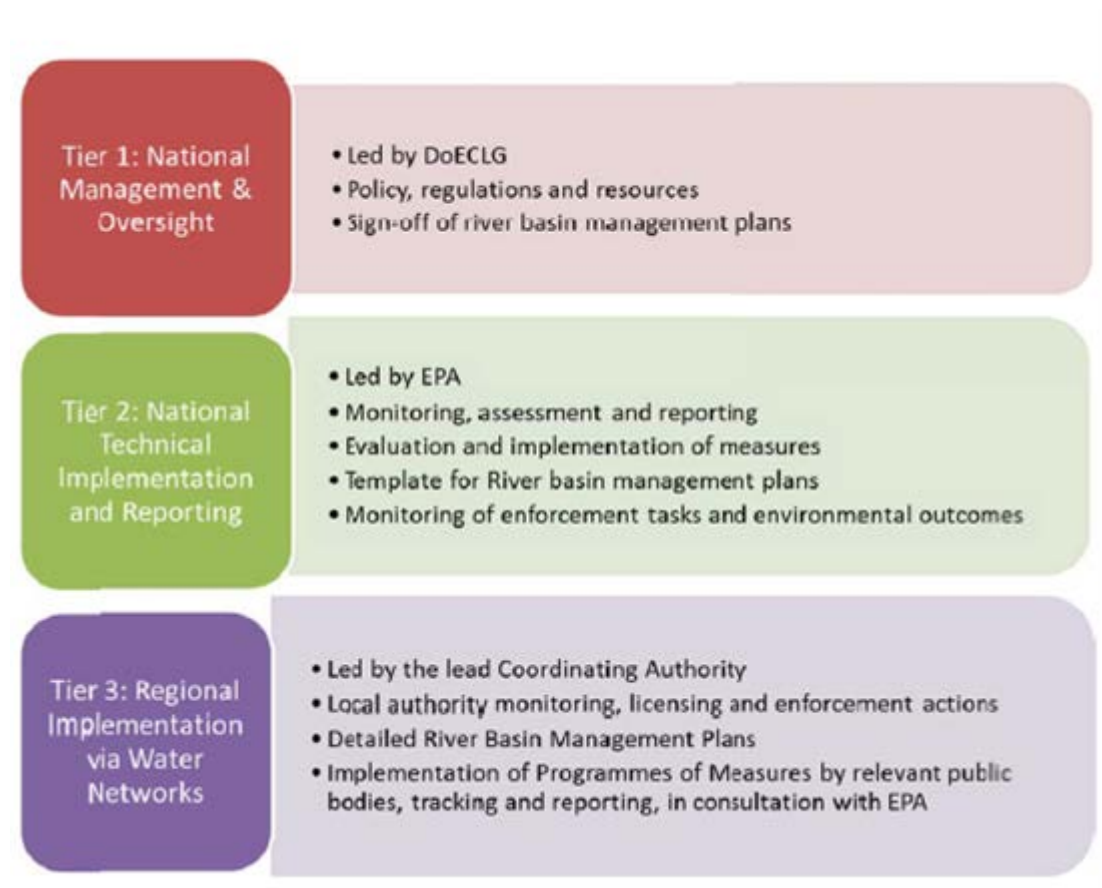 Tier 1: National
Management &
Oversight
• Led by DoECLG
• Policy, regulations and resources
• Sign-off of river basin management plans
Tier 2: National
Technical
Implementation
and Reporting
• Led by EPA
• Monitoring, assessment and reporting
• Evaluation and implementation of measures
• Template for River basin management plans
• Monitoring of enforcement tasks and environmental outcomes
Tier 3: Regional
Implementation
via Water
Networks
• Led by the lead Coordinating Authority
• Local authority monitoring, licensing and enforcement actions
• Detailed River Basin Management Plans
• Implementation of Programmes of Measures by relevant public
bodies, tracking and reporting, in consultation with EPA